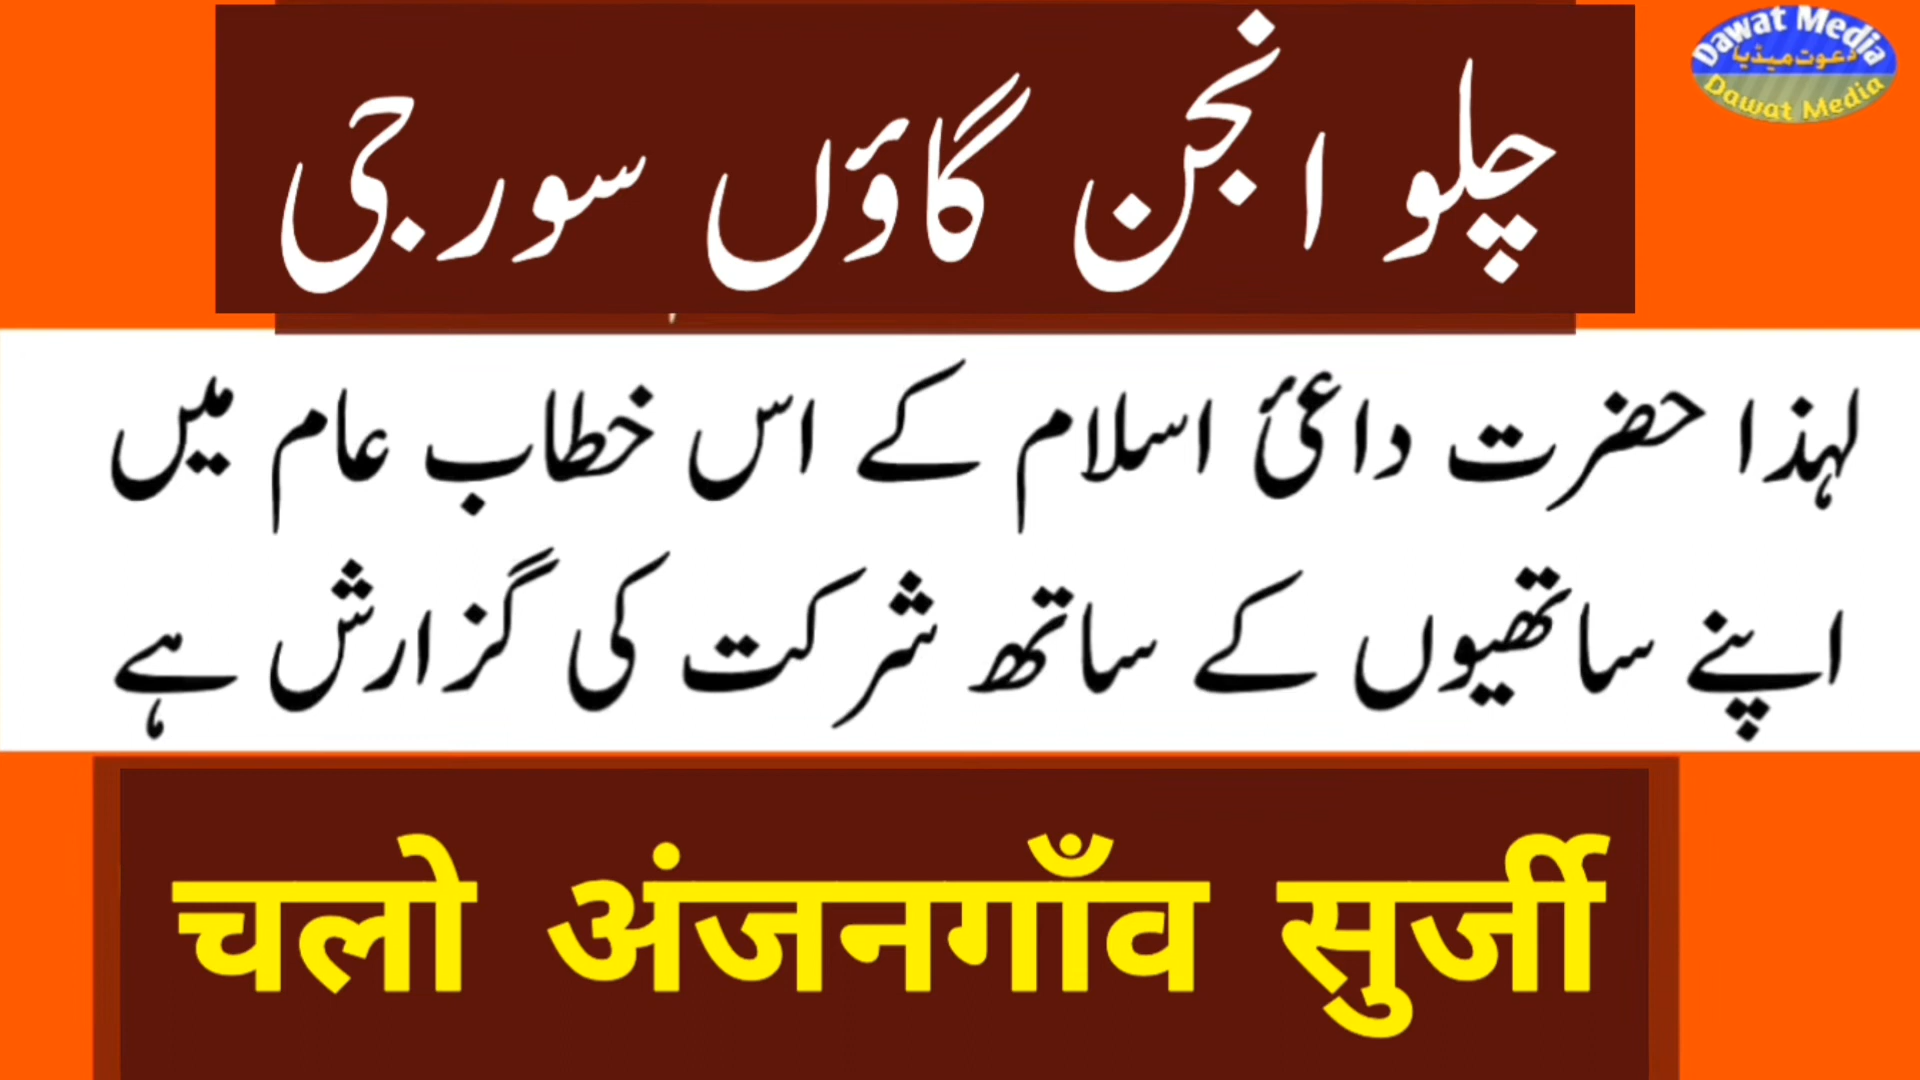 Dawat Media
دعوت میڈیا
Dawat Media
چلو انجن گاؤں سورجی
لہذا حضرت داعئ اسلام کے اس خطاب عام میں
اپنے ساتھیوں کے ساتھ شرکت کی گزارش ہے
चलो अंजनगाँव सुर्जी